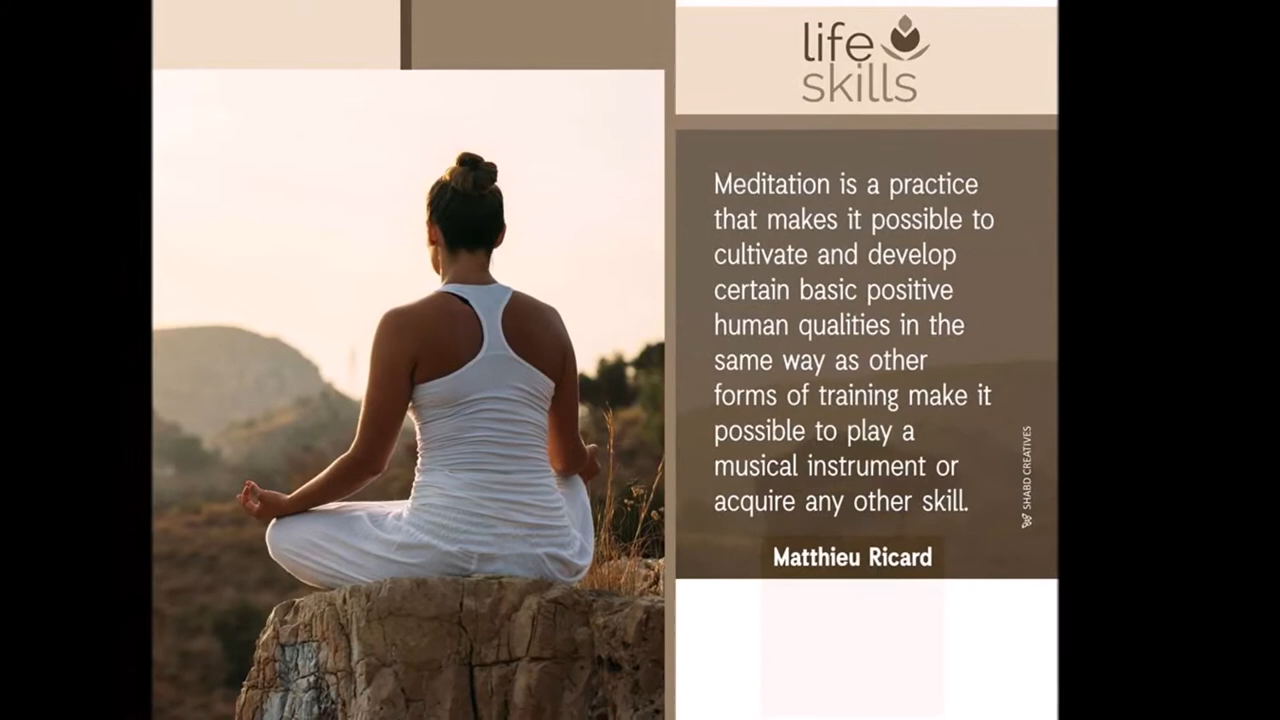 life
skills
Meditation is a practice
that makes it possible to
cultivate and develop
certain basic positive
human qualities in the
same way as other
forms of training make it
possible to play a
musical instrument or
acquire any other skill.
Matthieu Ricard
SHABD CREATIVES